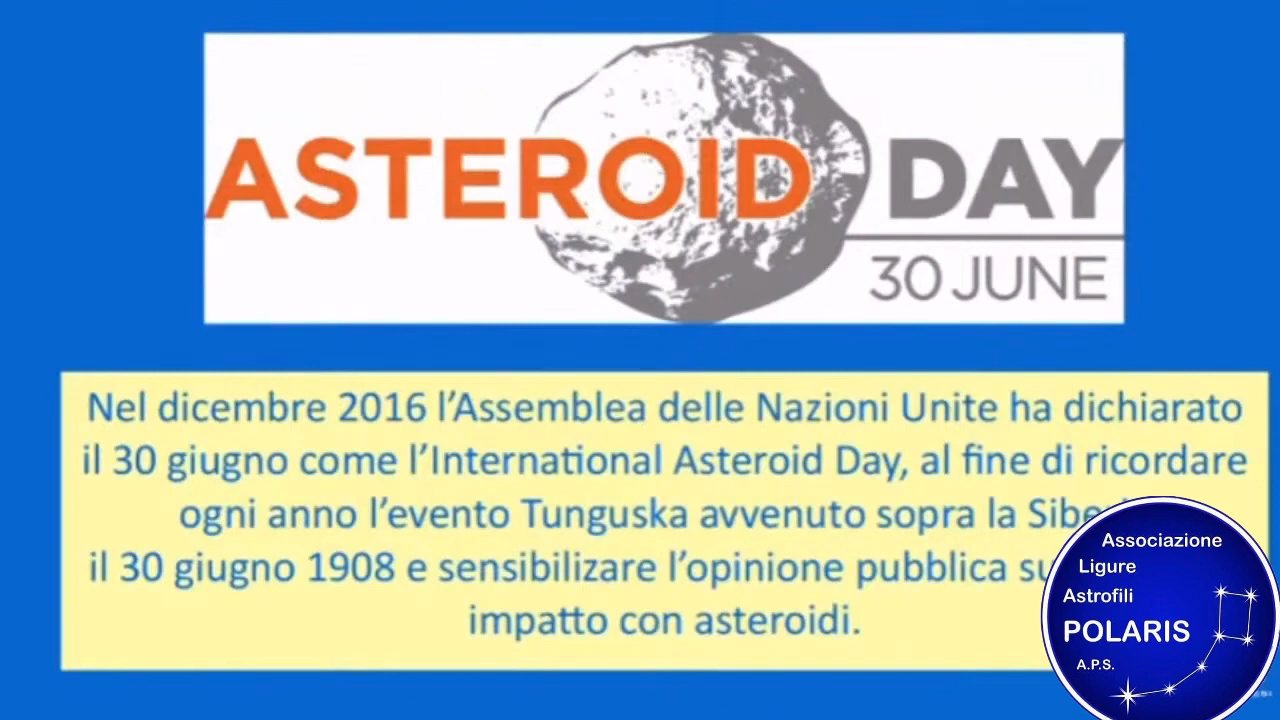 ASTEROID DAY
30 JUNE
Nel dicembre 2016 l'Assemblea delle Nazioni Unite ha dichiarato
il 30 giugno come l'International Asteroid Day, al fine di ricordare
ogni anno l'evento Tunguska avvenuto sopra la
il 30 giugno 1908 e sensibilizare l'opinione pubblica
impatto con asteroidi.
Associazione
Ligure
Astrofili
POLARIS
A.P.S.